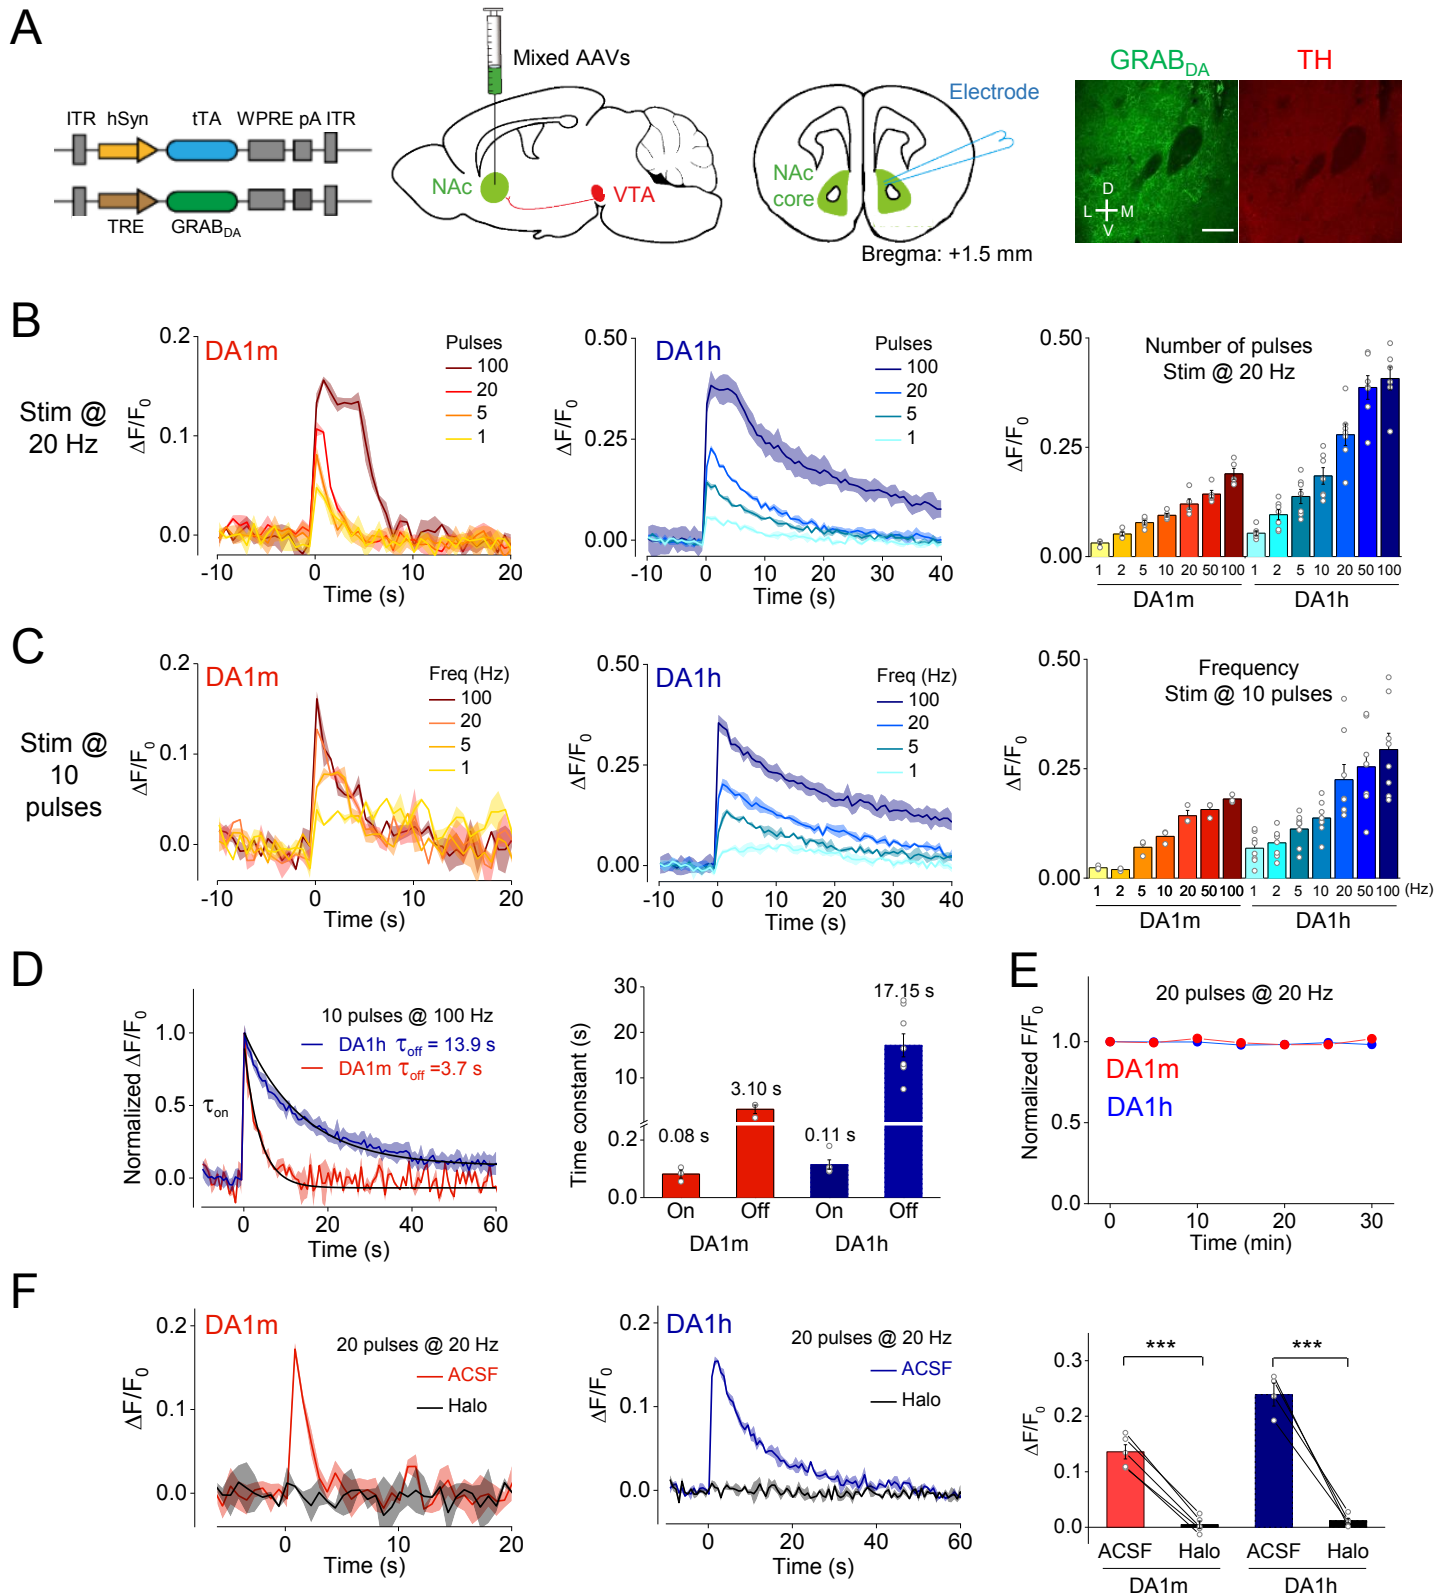 A
Mixed AAVs
ITR hSyn tTA WPRE pA ITR
TRE GRABDA
NAc
VTA
Electrode
NAc
core
Bregma: +1.5 mm
GRABDA TH
D
L M
V
B
Stim @
20 Hz
DA1m
Pulses
100
20
5
1
ΔF/F0
0.2
0.1
0.0
-10 0 10 20
Time (s)
DA1h
Pulses
100
20
5
1
ΔF/F0
0.50
0.25
0.00
-10 0 10 20 30 40
Time (s)
Number of pulses
Stim @ 20 Hz
ΔF/F0
0.50
0.25
0.00
1 2 5 10 20 50 100 1 2 5 10 20 50 100
DA1m DA1h
C
Stim @
10
pulses
DA1m
Freq (Hz)
100
20
5
1
ΔF/F0
0.2
0.1
0.0
-10 0 10 20
Time (s)
DA1h
Freq (Hz)
100
20
5
1
ΔF/F0
0.50
0.25
0.00
-10 0 10 20 30 40
Time (s)
Frequency
Stim @ 10 pulses
ΔF/F0
0.50
0.25
0.00
1 2 5 10 20 50 100 1 2 5 10 20 50 100 (Hz)
DA1m DA1h
D
10 pulses @ 100 Hz
DA1h τoff = 13.9 s
DA1m τoff =3.7 s
τon
Normalized ΔF/F0
1.0
0.5
0.0
0 20 40 60
Time (s)
Time constant (s)
30
20
10
0.2
0.0
0.08 s
3.10 s
0.11 s
17.15 s
On Off On Off
DA1m DA1h
E
20 pulses @ 20 Hz
DA1m
DA1h
Normalized F/F0
1.0
0.5
0.0
0 10 20 30
Time (min)
F
DA1m
20 pulses @ 20 Hz
ACSF
Halo
ΔF/F0
0.2
0.1
0.0
0 10 20
Time (s)
DA1h
20 pulses @ 20 Hz
ACSF
Halo
ΔF/F0
0.2
0.1
0.0
0 20 40 60
Time (s)
*** ***
ΔF/F0
0.3
0.2
0.1
0.0
ACSF Halo ACSF Halo
DA1m DA1h